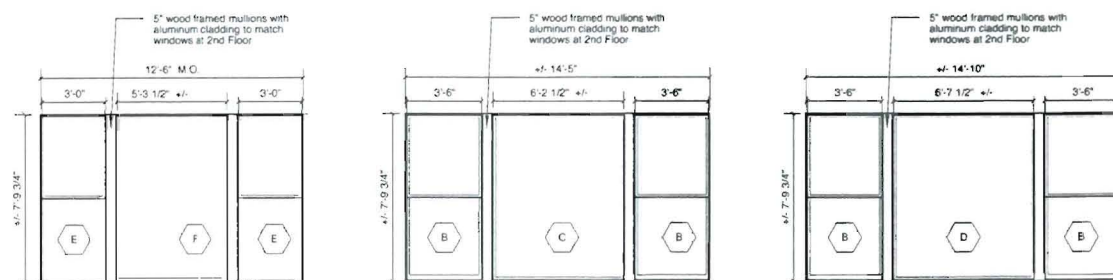 5" wood framed mullions with
aluminum cladding to match
windows at 2nd Floor
12'-6" M.O.
3'-0"
5'-3 1/2" +/-
3'-0"
+/- 7'-9 3/4"
E
F
E
5" wood framed mullions with
aluminum cladding to match
windows at 2nd Floor
+/- 14'-5"
3'-6"
6'-2 1/2" +/-
3'-6"
+/- 7'-9 3/4"
B
C
B
5" wood framed mullions with
aluminum cladding to match
windows at 2nd Floor
+/- 14'-10"
3'-6"
6'-7 1/2" +/-
3'-6"
+/- 7'-9 3/4"
B
D
B